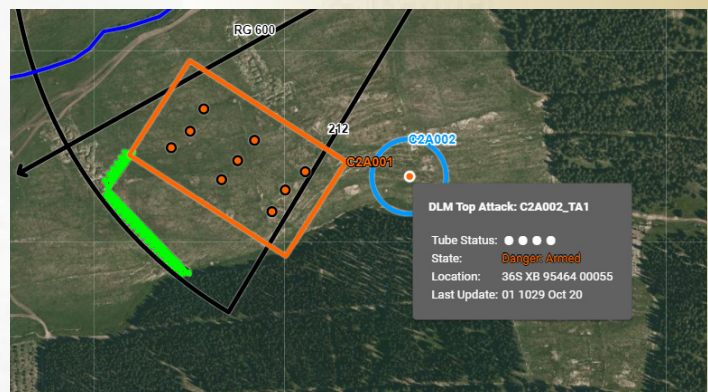 RG 600
212
C2A002
C2A001
DLM Top Attack: C2A002_TA1
Tube Status:
State: Danger: Armed
Location: 36S XB 95464 00055
Last Update: 01 1029 Oct 20